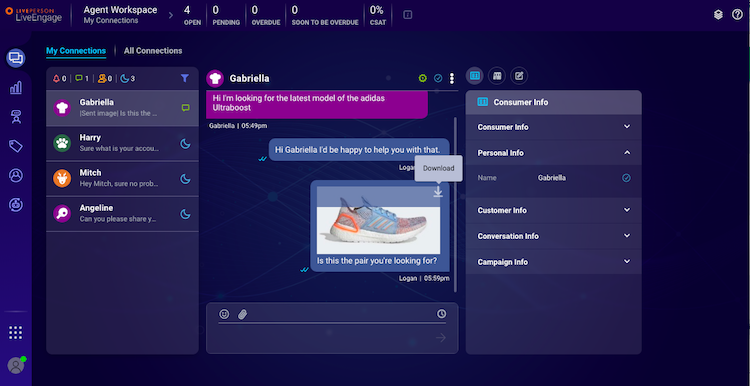 LIVEPERSON
LiveEngage
Agent Workspace
My Connections
4
OPEN
0
PENDING
0
OVERDUE
0
SOON TO BE OVERDUE
0%
CSAT
My Connections
All Connections
0 1 0 3
Gabriella
[Sent image] Is this the ...
Harry
Sure what is your accou...
Mitch
Hey Mitch, sure no prob...
Angeline
Can you please share y...
Gabriella
Hi I'm looking for the latest model of the adidas
Ultraboost
Gabriella | 05:49pm
Hi Gabriella I'd be happy to help you with that.
Logan
Download
Is this the pair you're looking for?
Logan | 05:59pm
Consumer Info
Consumer Info
Personal Info
Name Gabriella
Customer Info
Conversation Info
Campaign Info